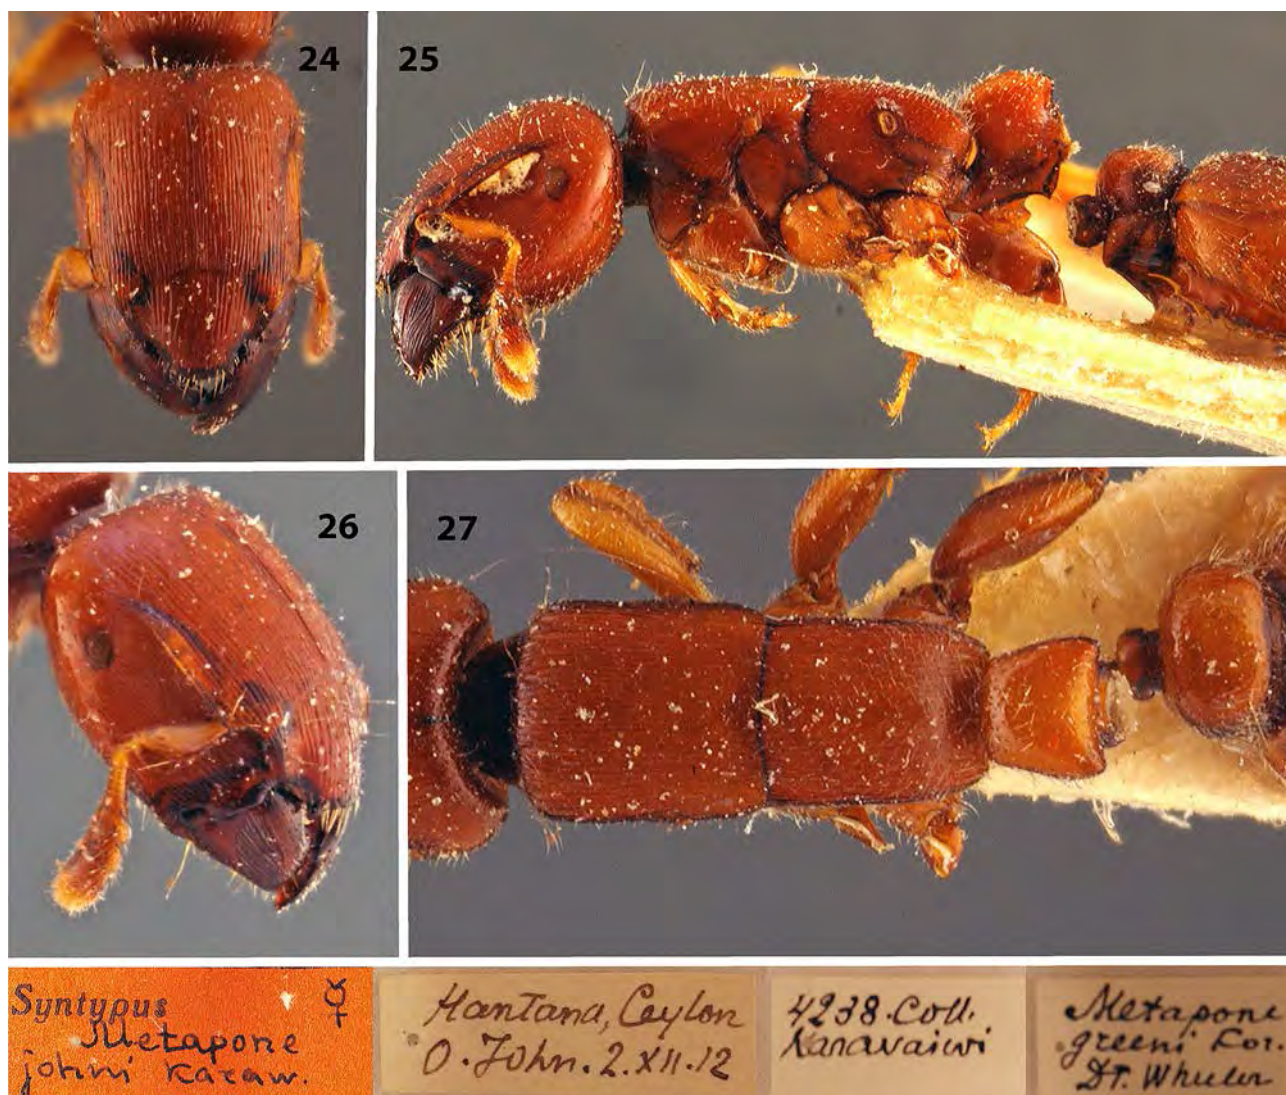 24
25
26
27
Syntypus ☿
Metapone
johni Karaw.
Hantana, Ceylon
O. John. 2.XII.12
4238. Coll.
Karavaiwi
Metapone
greeni For.
Dr. Wheeler